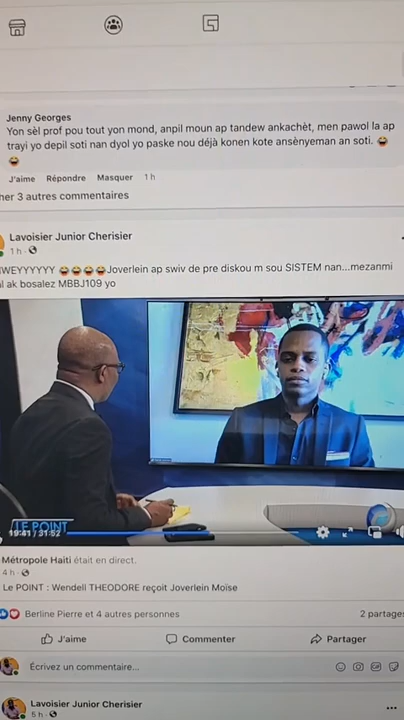 Jenny Georges
Yon sèl prof pou tout yon mond, anpil moun ap tandew ankachèt, men pawol la ap
trayi yo depil soti nan dyol yo paske nou déjà konen kote ansènyeman an soti. 😂
😂
J'aime Répondre Masquer 1 h
her 3 autres commentaires
Lavoisier Junior Cherisier
1 h ·
WEYYYYYY 😂😂😂😂Joverlein ap swiv de pre diskou m sou SISTEM nan...mezanmi
l ak bosalez MBBJ109 yo
LE POINT
19:41 / 31:52
Métropole Haiti était en direct.
4 h ·
Le POINT : Wendell THEODORE reçoit Joverlein Moïse
Berline Pierre et 4 autres personnes 2 partages
J'aime Commenter Partager
Écrivez un commentaire...
Lavoisier Junior Cherisier
5 h ·